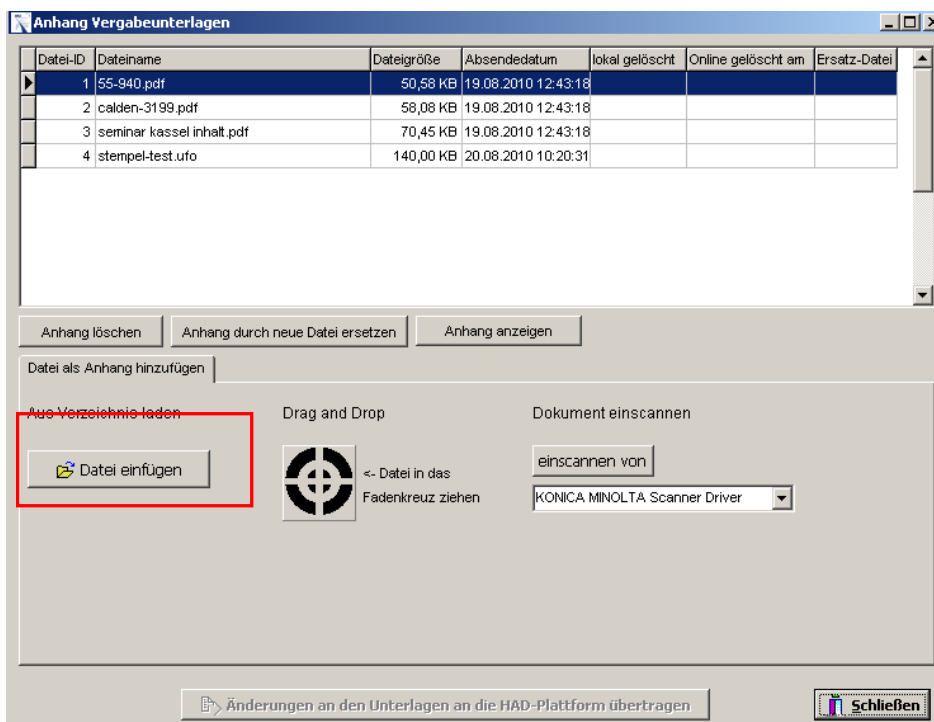 Anhang Vergabeunterlagen
Datei-ID Dateiname Dateigröße Absendedatum lokal gelöscht Online gelöscht am Ersatz-Datei
1 55-940.pdf 50,58 KB 19.08.2010 12:43:18
2 calden-3199.pdf 58,08 KB 19.08.2010 12:43:18
3 seminar kassel inhalt.pdf 70,45 KB 19.08.2010 12:43:18
4 stempel-test.ufo 140,00 KB 20.08.2010 10:20:31
Anhang löschen Anhang durch neue Datei ersetzen Anhang anzeigen
Datei als Anhang hinzufügen
Aus Verzeichnis laden Drag and Drop Dokument einscannen
Datei einfügen <- Datei in das einscannen von
Fadenkreuz ziehen KONICA MINOLTA Scanner Driver
Änderungen an den Unterlagen an die HAD-Plattform übertragen Schließen